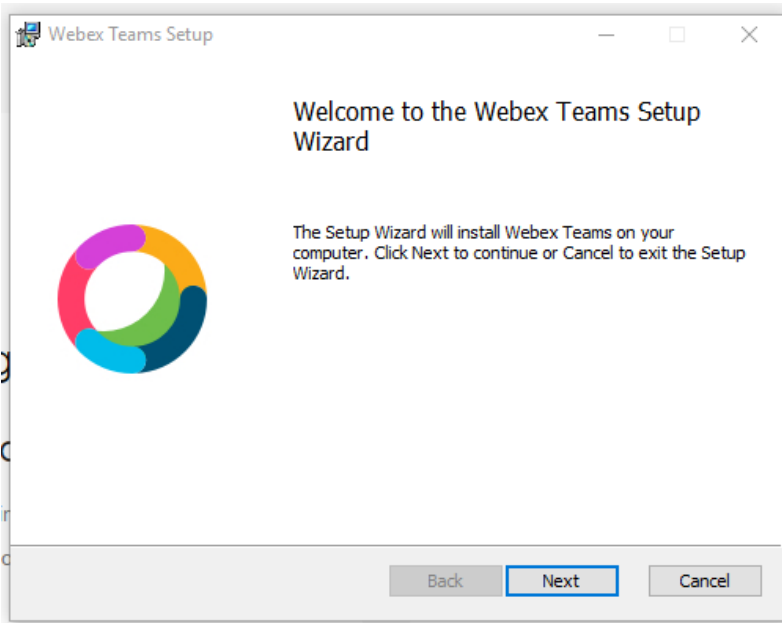 Webex Teams Setup
Welcome to the Webex Teams Setup
Wizard
The Setup Wizard will install Webex Teams on your
computer. Click Next to continue or Cancel to exit the Setup
Wizard.
Back Next Cancel